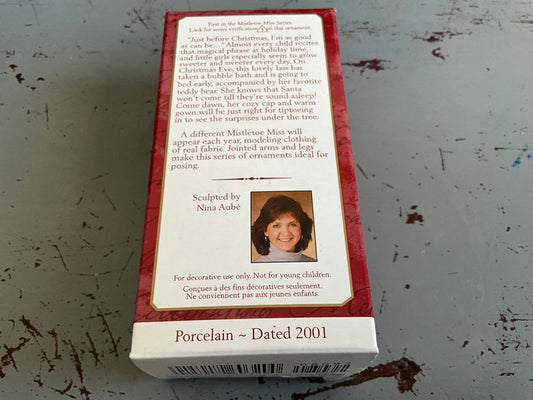 First in the Mistletoe Miss Series.
Look for series verification on this ornament.
"Just before Christmas, I'm as good
as can be..." Almost every child recites
that magical phrase at holiday time,
and little girls especially seem to grow
sweeter and sweeter every day. On
Christmas Eve, this lovely lass has
taken a bubble bath and is going to
bed early, accompanied by her favorite
teddy bear. She knows that Santa
won't come till they're sound asleep!
Come dawn, her cozy cap and warm
gown will be just right for tiptoeing
in to see the surprises under the tree.
A different Mistletoe Miss will
appear each year, modeling clothing
of real fabric. Jointed arms and legs
make this series of ornaments ideal for
posing.
Sculpted by
Nina Aubé
For decorative use only. Not for young children.
Conçues à des fins décoratives seulement.
Ne conviennent pas aux jeunes enfants.
Porcelain ~ Dated 2001